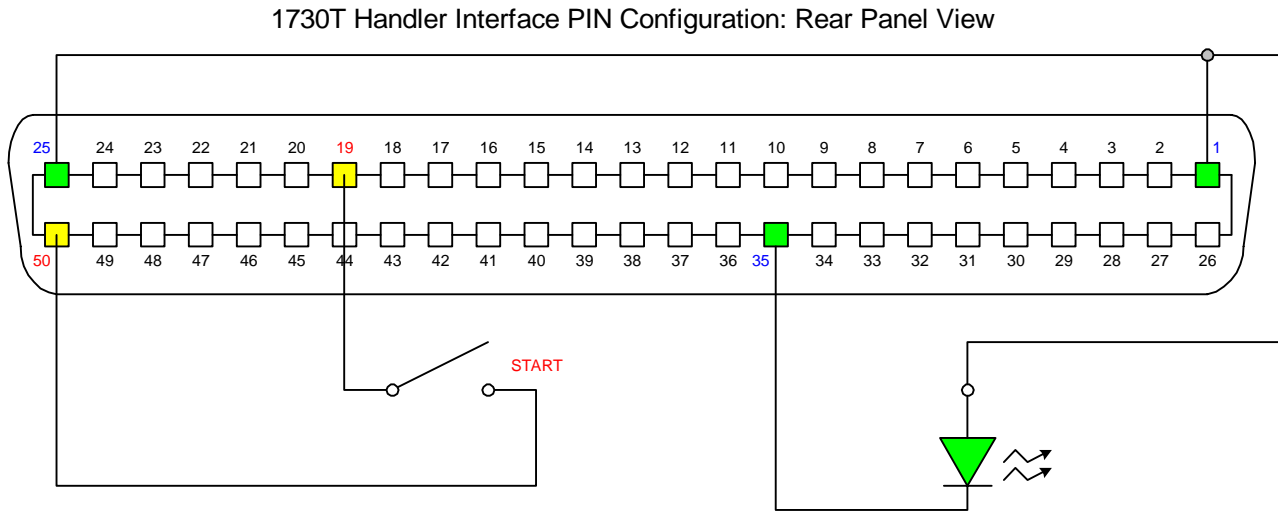 1730T Handler Interface PIN Configuration: Rear Panel View
25 24 23 22 21 20 19 18 17 16 15 14 13 12 11 10 9 8 7 6 5 4 3 2 1
50 49 48 47 46 45 44 43 42 41 40 39 38 37 36 35 34 33 32 31 30 29 28 27 26
START